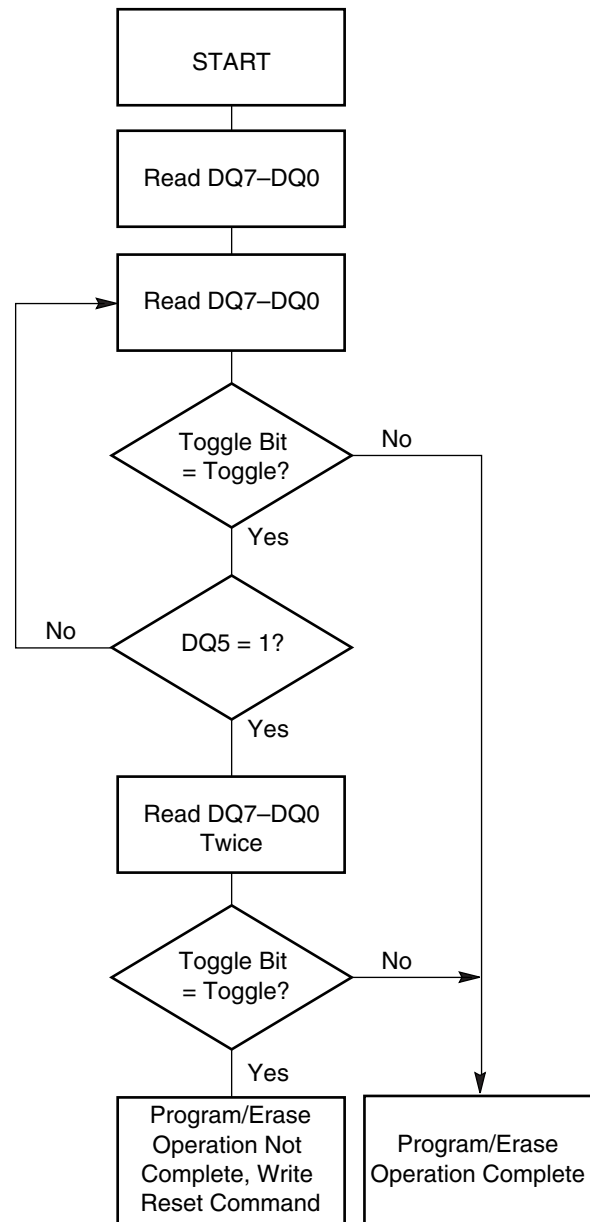 START
Read DQ7–DQ0
Read DQ7–DQ0
Toggle Bit
= Toggle?
No
Yes
No
DQ5 = 1?
Yes
Read DQ7–DQ0
Twice
Toggle Bit
= Toggle?
No
Yes
Program/Erase
Operation Not
Complete, Write
Reset Command
Program/Erase
Operation Complete